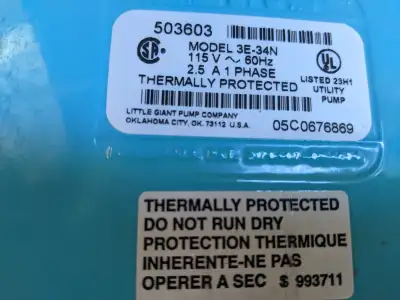 503603
SA
MODEL 3E-34N
115 V ~ 60Hz
2.5 A 1 PHASE
THERMALLY PROTECTED
UL
LISTED 23H1
UTILITY
PUMP
LITTLE GIANT PUMP COMPANY
OKLAHOMA CITY, OK. 73112 U.S.A.
05C0676869
THERMALLY PROTECTED
DO NOT RUN DRY
PROTECTION THERMIQUE
INHERENTE-NE PAS
OPERER A SEC $ 993711